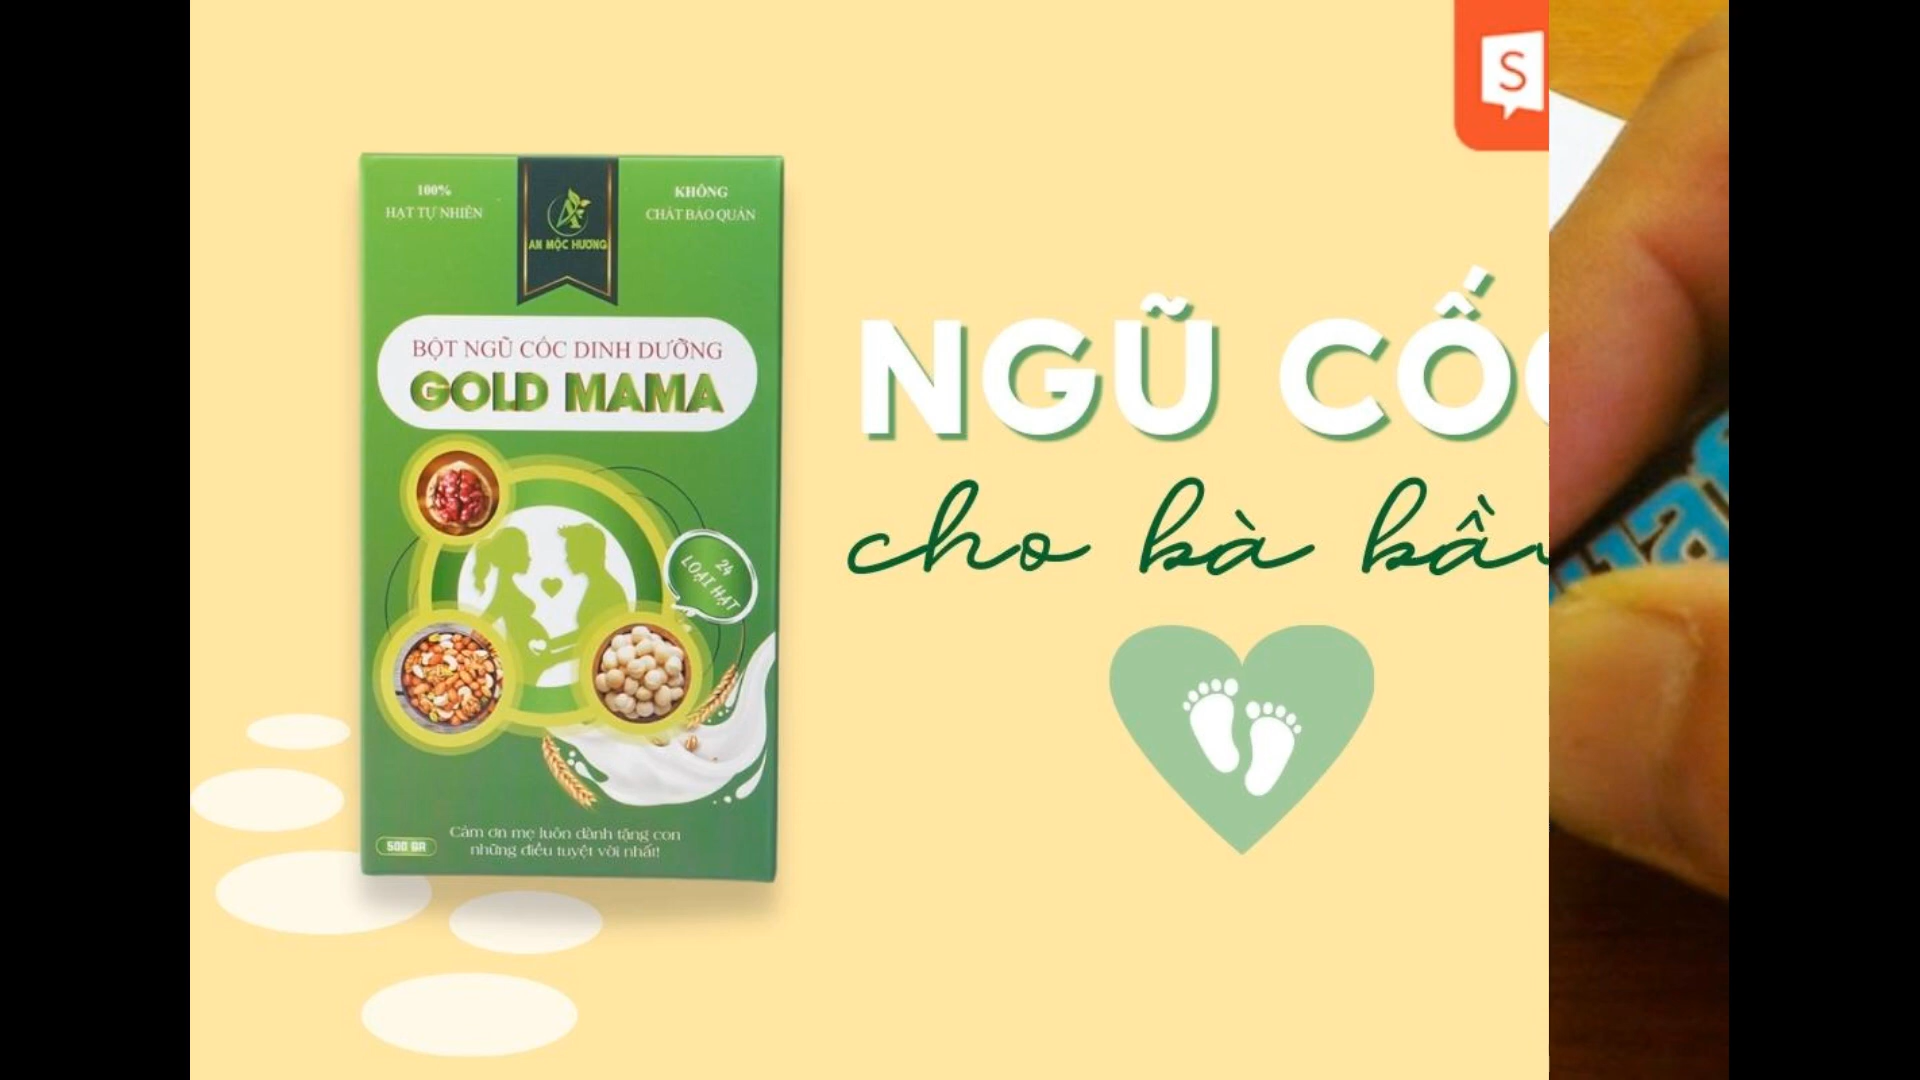 100%
HẠT TỰ NHIÊN
KHÔNG
CHẤT BẢO QUẢN
AN MỘC HƯƠNG
BỘT NGŨ CỐC DINH DƯỠNG
GOLD MAMA
24
LOẠI HẠT
500 GR
Cảm ơn mẹ luôn dành tặng con
những điều tuyệt vời nhất!
S
NGŨ CỐC
cho bà bầu